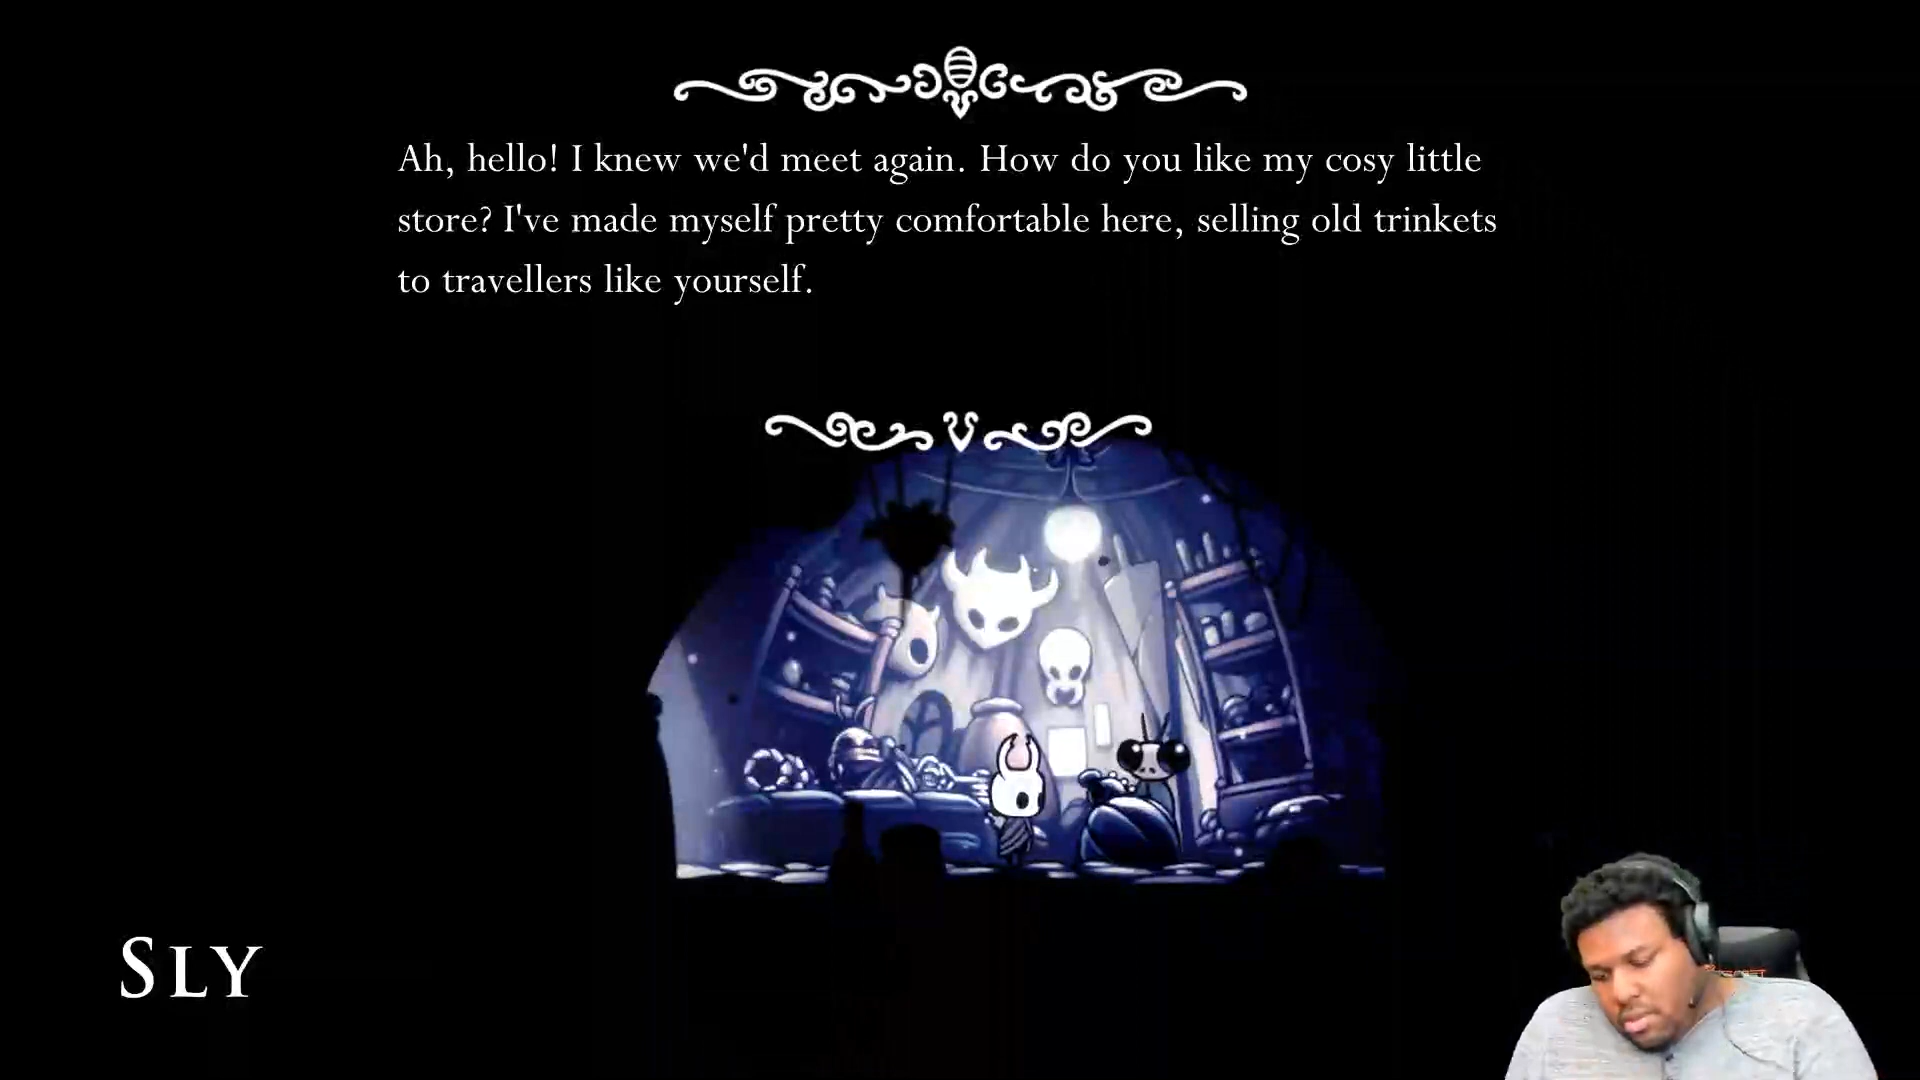 Ah, hello! I knew we'd meet again. How do you like my cosy little
store? I've made myself pretty comfortable here, selling old trinkets
to travellers like yourself.
SLY